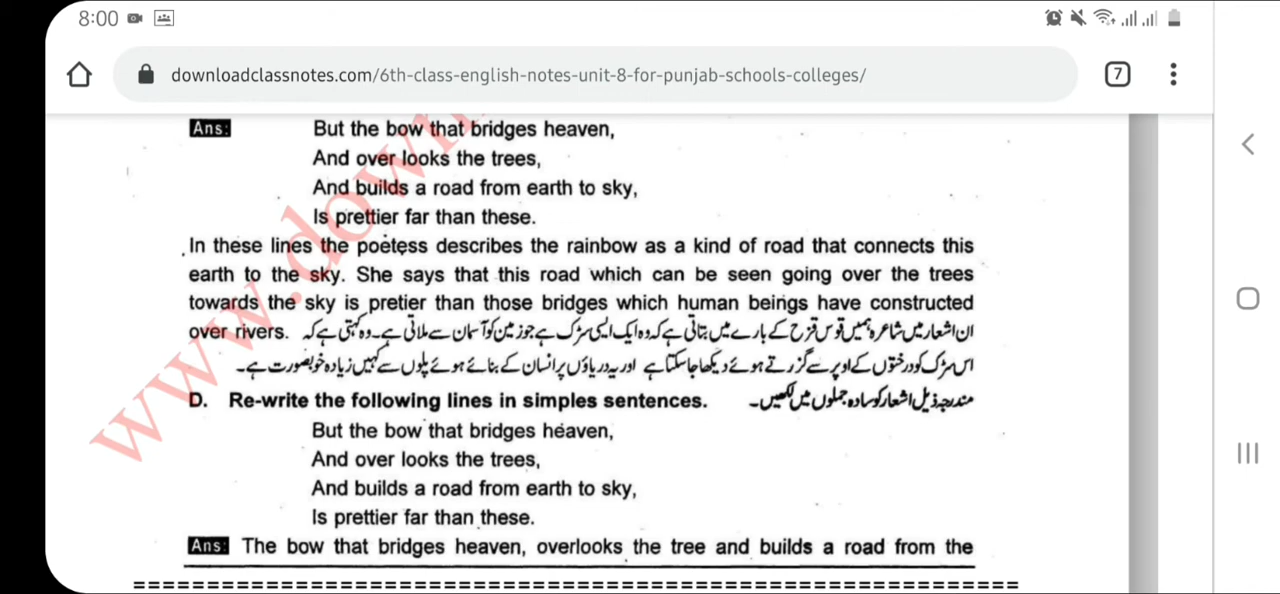 8:00
downloadclassnotes.com/6th-class-english-notes-unit-8-for-punjab-schools-colleges/
7
Ans: But the bow that bridges heaven,
And over looks the trees,
And builds a road from earth to sky,
Is prettier far than these.
In these lines the poetess describes the rainbow as a kind of road that connects this
earth to the sky. She says that this road which can be seen going over the trees
towards the sky is pretier than those bridges which human beings have constructed
over rivers. ان اشعار میں شاعرہ ہمیں قوس قزح کے بارے میں بتاتی ہے کہ وہ ایک ایسی سڑک ہے جو زمین کو آسمان سے ملاتی ہے۔ وہ کہتی ہے کہ
اس سڑک کو درختوں کے اوپر سے گزرتے ہوئے دیکھا جا سکتا ہے اور یہ دریاؤں پر انسان کے بنائے ہوئے پلوں سے کہیں زیادہ خوبصورت ہے۔
D. Re-write the following lines in simples sentences. مندرجہ ذیل اشعار کو سادہ جملوں میں لکھیں۔
But the bow that bridges heaven,
And over looks the trees,
And builds a road from earth to sky,
Is prettier far than these.
Ans: The bow that bridges heaven, overlooks the tree and builds a road from the
www.down